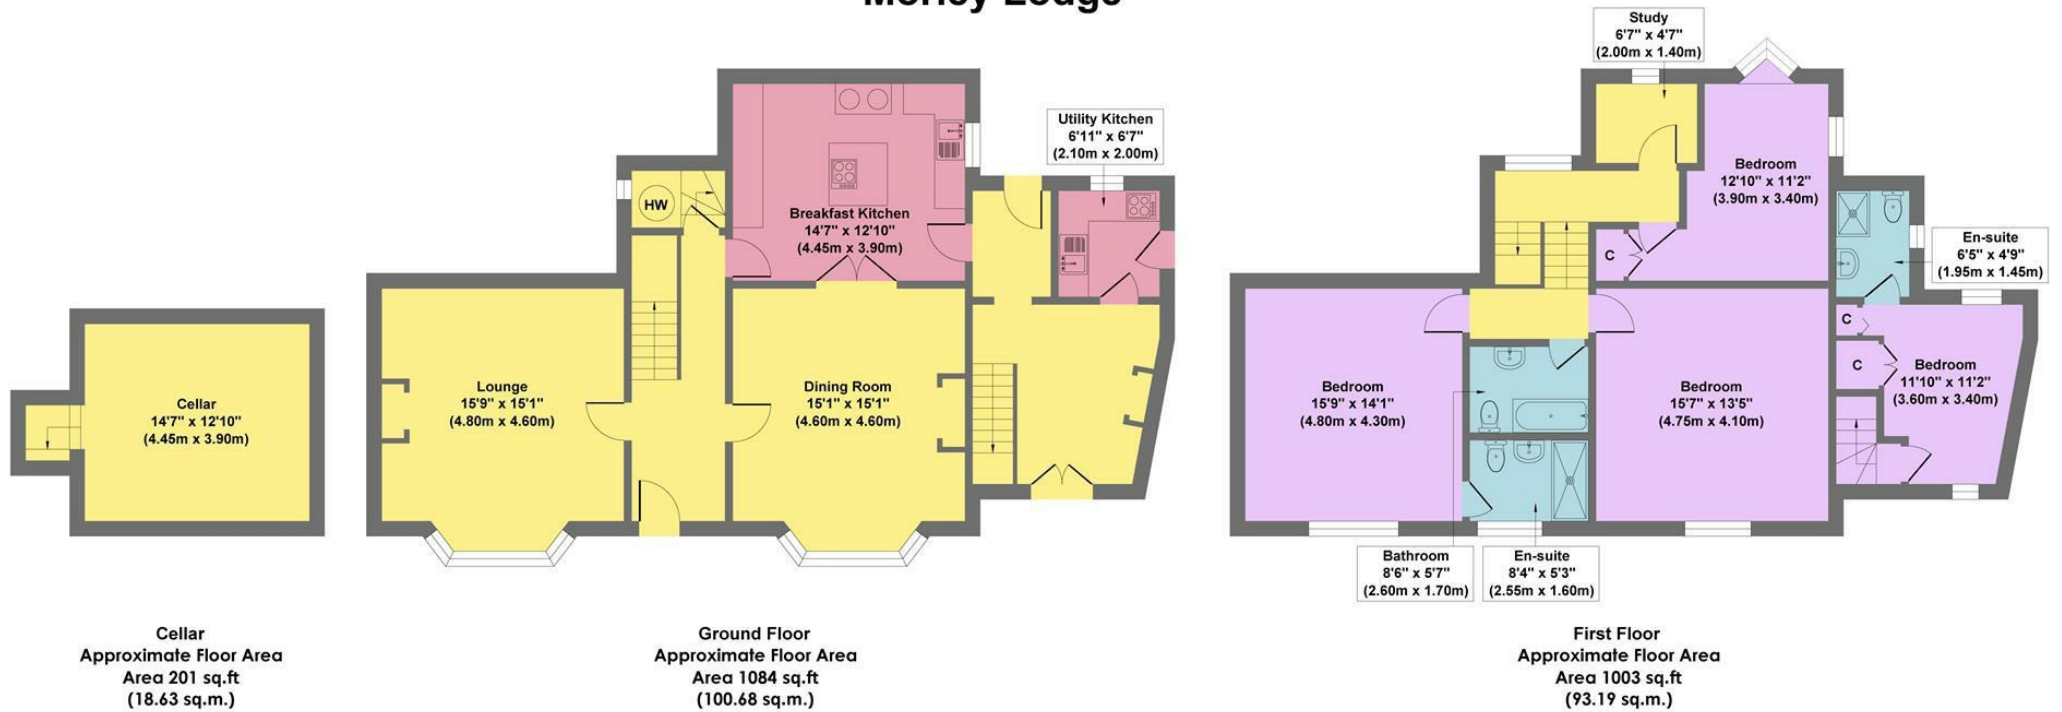 Morley Lodge
Cellar
14'7" x 12'10"
(4.45m x 3.90m)
Cellar
Approximate Floor Area
Area 201 sq.ft
(18.63 sq.m.)
HW
Breakfast Kitchen
14'7" x 12'10"
(4.45m x 3.90m)
Utility Kitchen
6'11" x 6'7"
(2.10m x 2.00m)
Lounge
15'9" x 15'1"
(4.80m x 4.60m)
Dining Room
15'1" x 15'1"
(4.60m x 4.60m)
Ground Floor
Approximate Floor Area
Area 1084 sq.ft
(100.68 sq.m.)
Study
6'7" x 4'7"
(2.00m x 1.40m)
Bedroom
12'10" x 11'2"
(3.90m x 3.40m)
C
En-suite
6'5" x 4'9"
(1.95m x 1.45m)
C
C
Bedroom
11'10" x 11'2"
(3.60m x 3.40m)
Bedroom
15'9" x 14'1"
(4.80m x 4.30m)
Bedroom
15'7" x 13'5"
(4.75m x 4.10m)
Bathroom
8'6" x 5'7"
(2.60m x 1.70m)
En-suite
8'4" x 5'3"
(2.55m x 1.60m)
First Floor
Approximate Floor Area
Area 1003 sq.ft
(93.19 sq.m.)